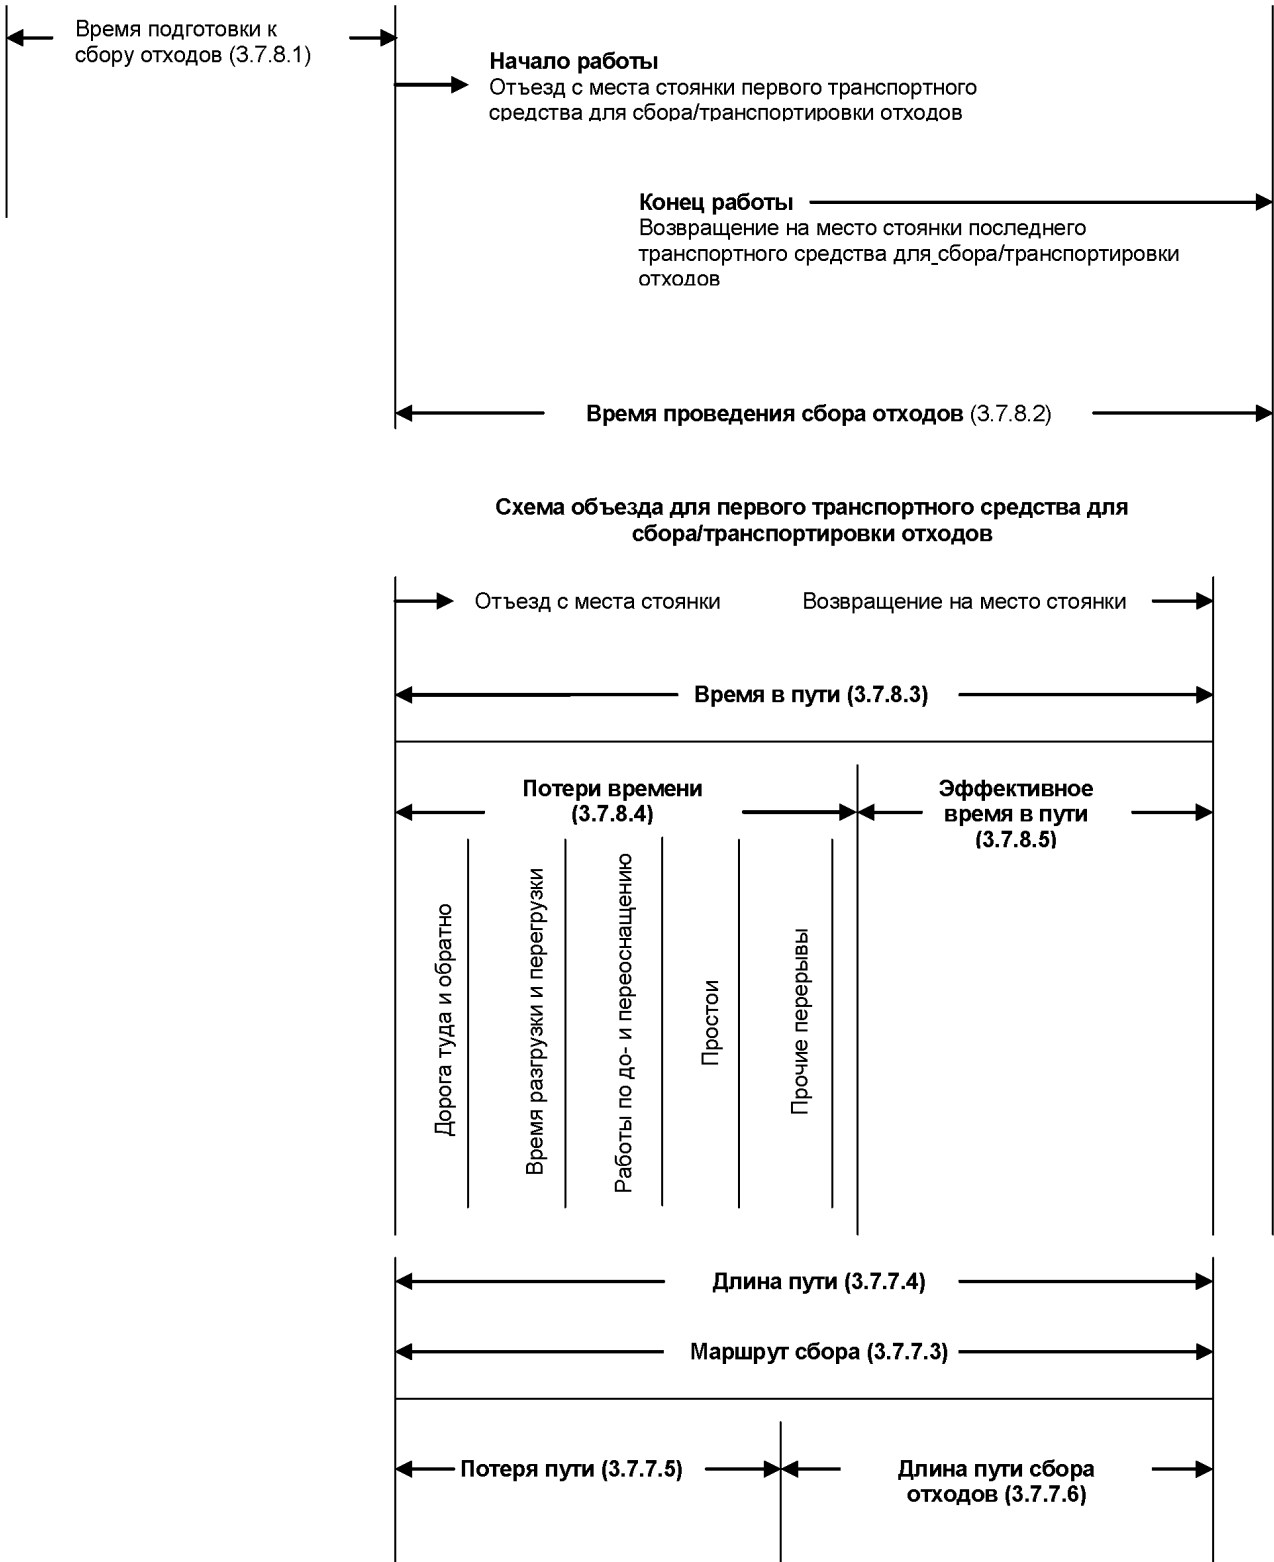 Время подготовки к
сбору отходов (3.7.8.1)
Начало работы
Отъезд с места стоянки первого транспортного
средства для сбора/транспортировки отходов
Конец работы
Возвращение на место стоянки последнего
транспортного средства для сбора/транспортировки
отходов
Время проведения сбора отходов (3.7.8.2)
Схема объезда для первого транспортного средства для
сбора/транспортировки отходов
Отъезд с места стоянки
Возвращение на место стоянки
Время в пути (3.7.8.3)
Потери времени
(3.7.8.4)
Эффективное
время в пути
(3.7.8.5)
Дорога туда и обратно
Время разгрузки и перегрузки
Работы по до- и переоснащению
Простои
Прочие перерывы
Длина пути (3.7.7.4)
Маршрут сбора (3.7.7.3)
Потеря пути (3.7.7.5)
Длина пути сбора
отходов (3.7.7.6)